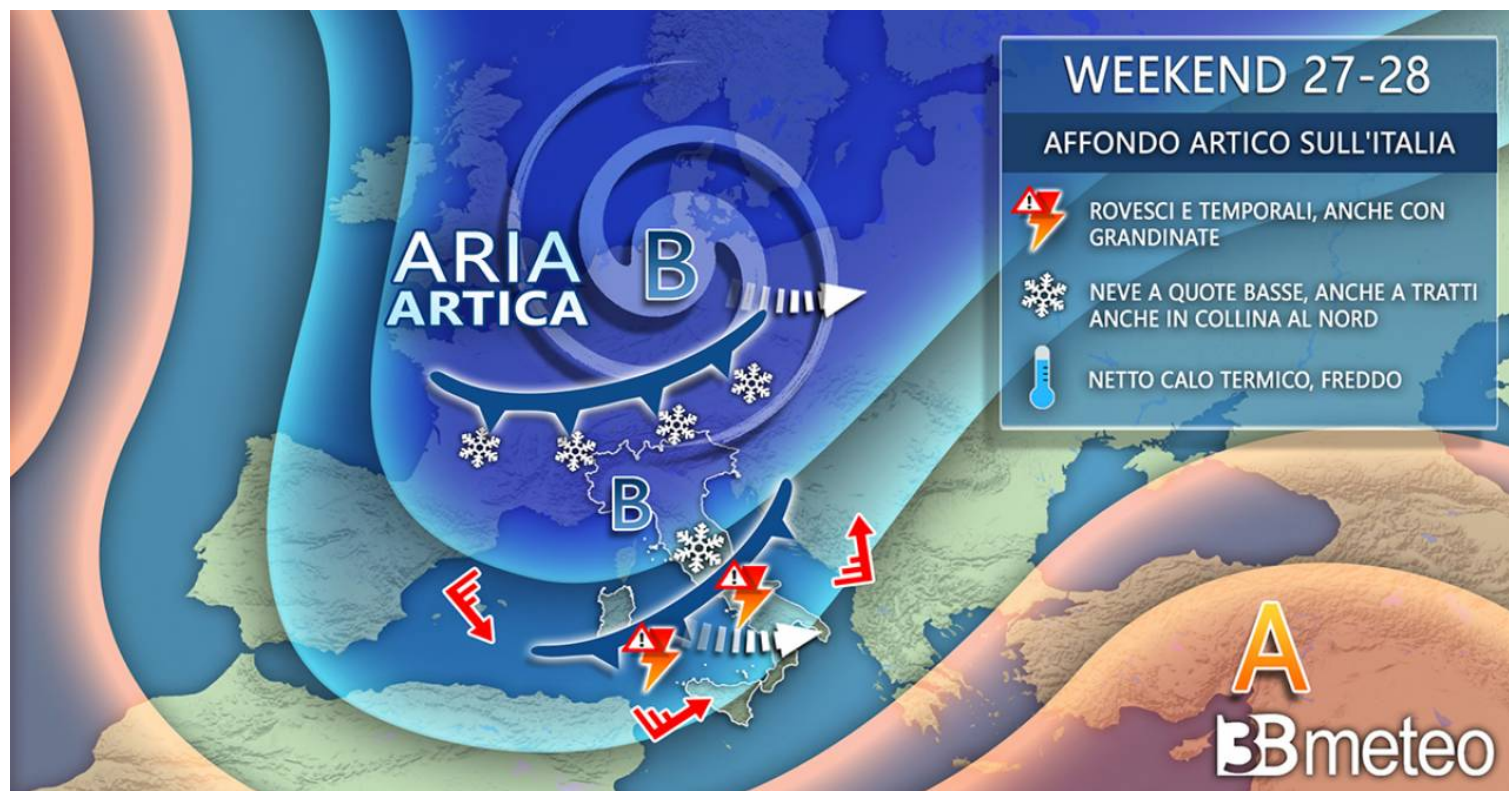 WEEKEND 27-28
AFFONDO ARTICO SULL'ITALIA
ROVESCI E TEMPORALI, ANCHE CON
GRANDINATE
NEVE A QUOTE BASSE, ANCHE A TRATTI
ANCHE IN COLLINA AL NORD
NETTO CALO TERMICO, FREDDO
ARIA
ARTICA
B
B
A
3Bmeteo